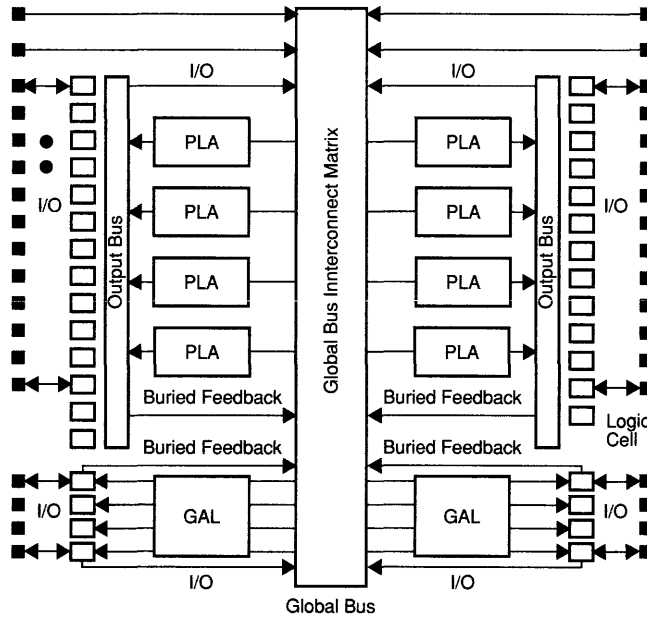 I/O
I/O
PLA
PLA
I/O
I/O
PLA
PLA
Output Bus
Global Bus Innterconnect Matrix
Output Bus
PLA
PLA
PLA
PLA
Buried Feedback
Buried Feedback
Logic
Cell
Buried Feedback
Buried Feedback
I/O
GAL
GAL
I/O
I/O
I/O
Global Bus